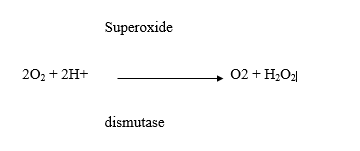 Superoxide
2O₂ + 2H+ O2 + H₂O₂
dismutase